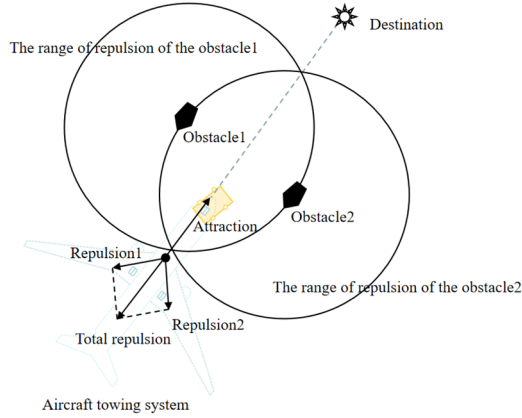 Destination
The range of repulsion of the obstacle1
Obstacle1
Obstacle2
Attraction
Repulsion1
The range of repulsion of the obstacle2
Repulsion2
Total repulsion
Aircraft towing system